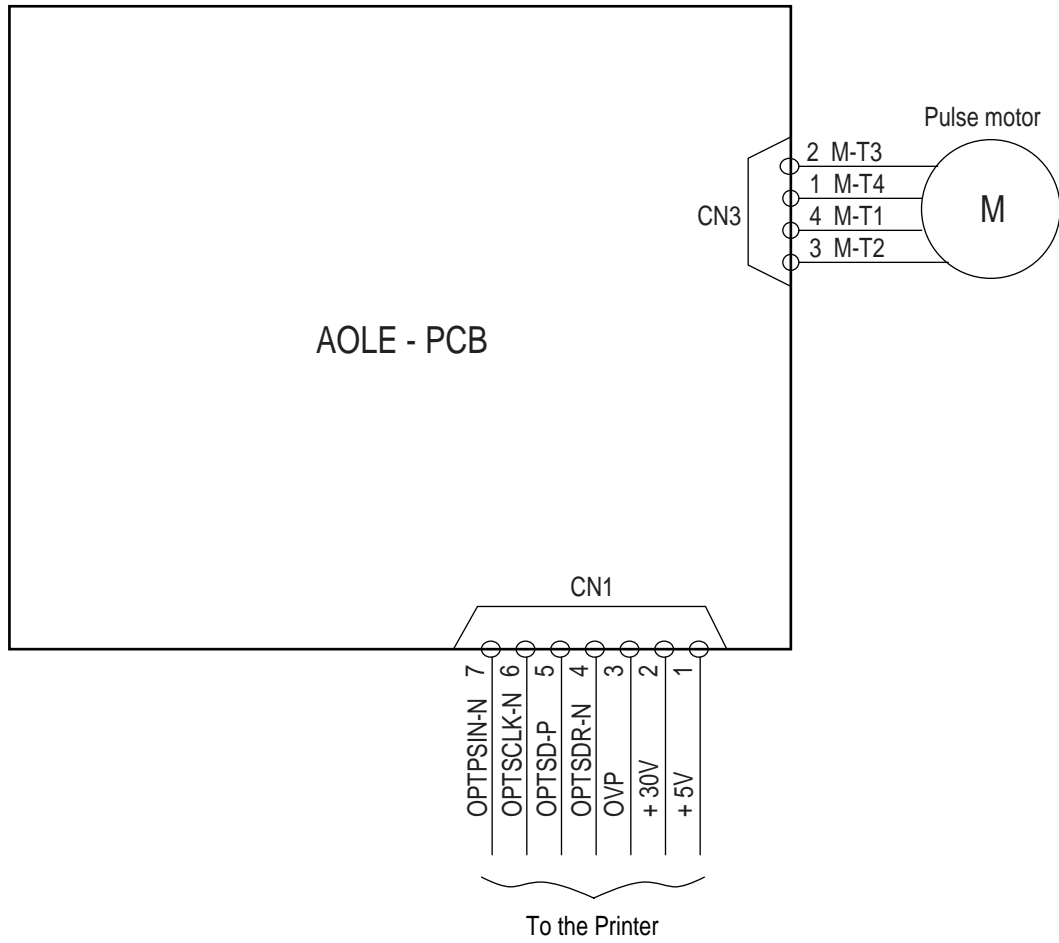 Pulse motor
2 M-T3
1 M-T4
4 M-T1
3 M-T2
M
CN3
AOLE - PCB
CN1
7 OPTPSIN-N
6 OPTSCLK-N
5 OPTSD-P
4 OPTSDR-N
3 OVP
2 + 30V
1 + 5V
To the Printer